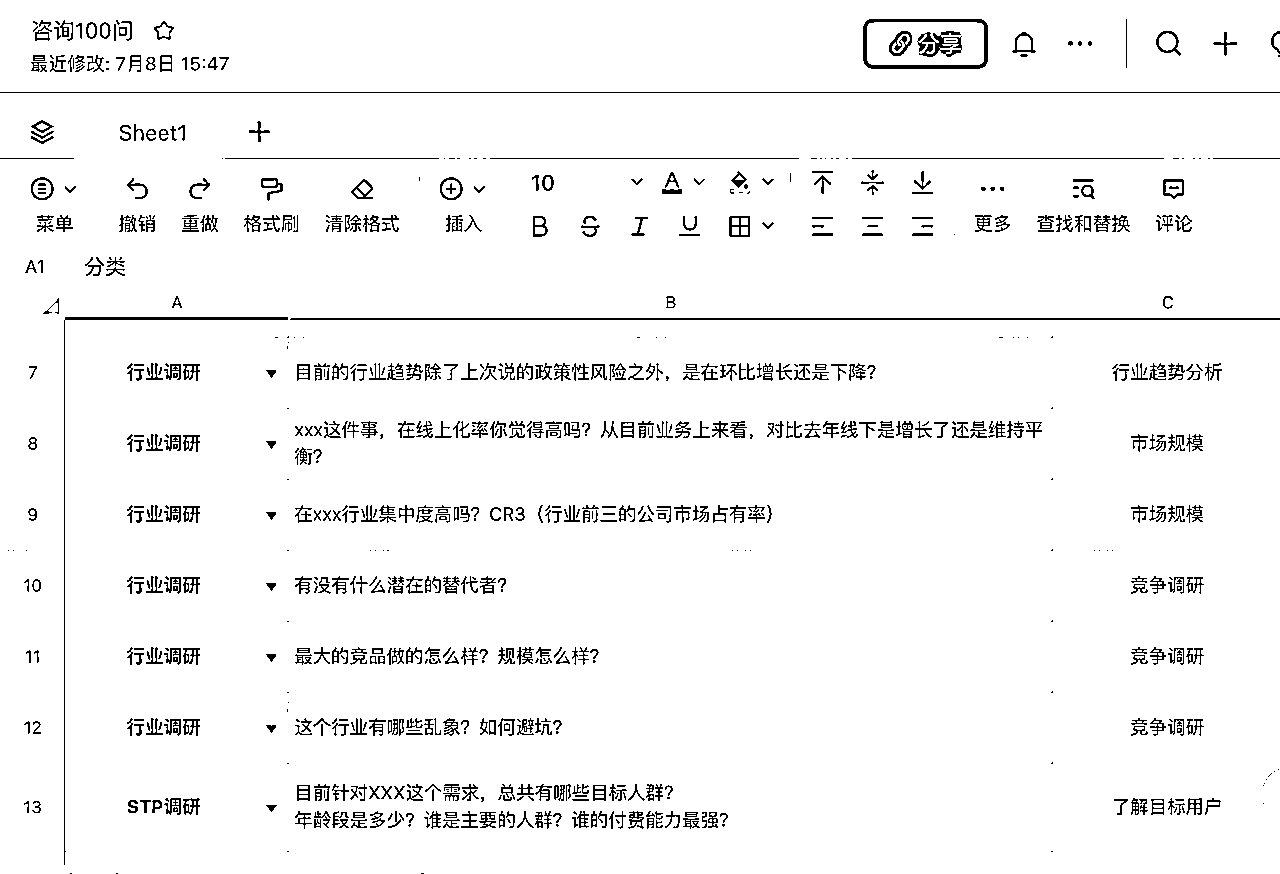 咨询100问
最近修改: 7月8日 15:47
分享
Sheet1
10
菜单 撤销 重做 格式刷 清除格式 插入 B S I U 更多 查找和替换 评论
A1 分类
A B C
7 行业调研 目前的行业趋势除了上次说的政策性风险之外，是在环比增长还是下降？ 行业趋势分析
8 行业调研 xxx这件事，在线上化率你觉得高吗？从目前业务上来看，对比去年线下是增长了还是维持平 市场规模
衡？
9 行业调研 在xxx行业集中度高吗？CR3（行业前三的公司市场占有率） 市场规模
10 行业调研 有没有什么潜在的替代者？ 竞争调研
11 行业调研 最大的竞品做的怎么样？规模怎么样？ 竞争调研
12 行业调研 这个行业有哪些乱象？如何避坑？ 竞争调研
13 STP调研 目前针对XXX这个需求，总共有哪些目标人群？ 了解目标用户
年龄段是多少？谁是主要的人群？谁的付费能力最强？